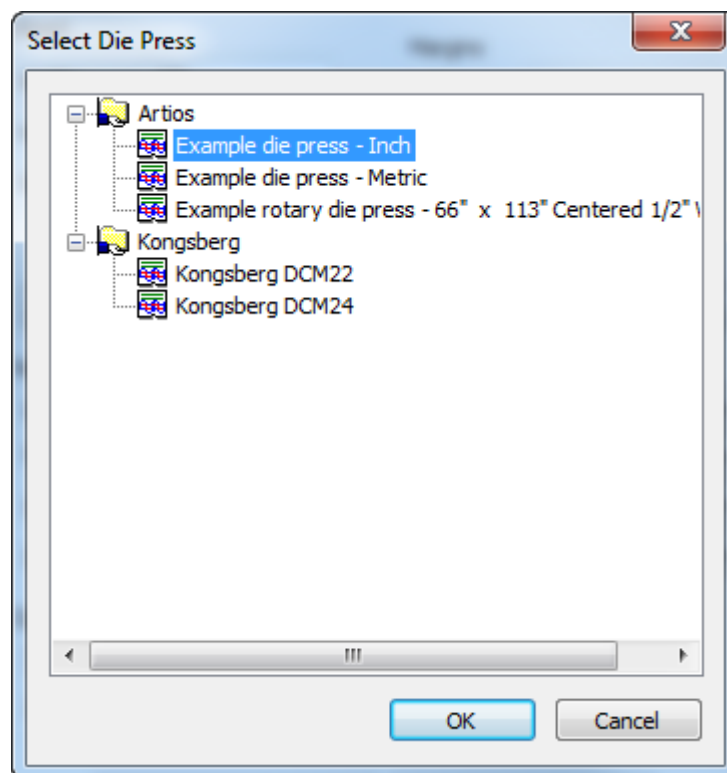 Select Die Press
Artios
Example die press - Inch
Example die press - Metric
Example rotary die press - 66" x 113" Centered 1/2"
Kongsberg
Kongsberg DCM22
Kongsberg DCM24
OK
Cancel